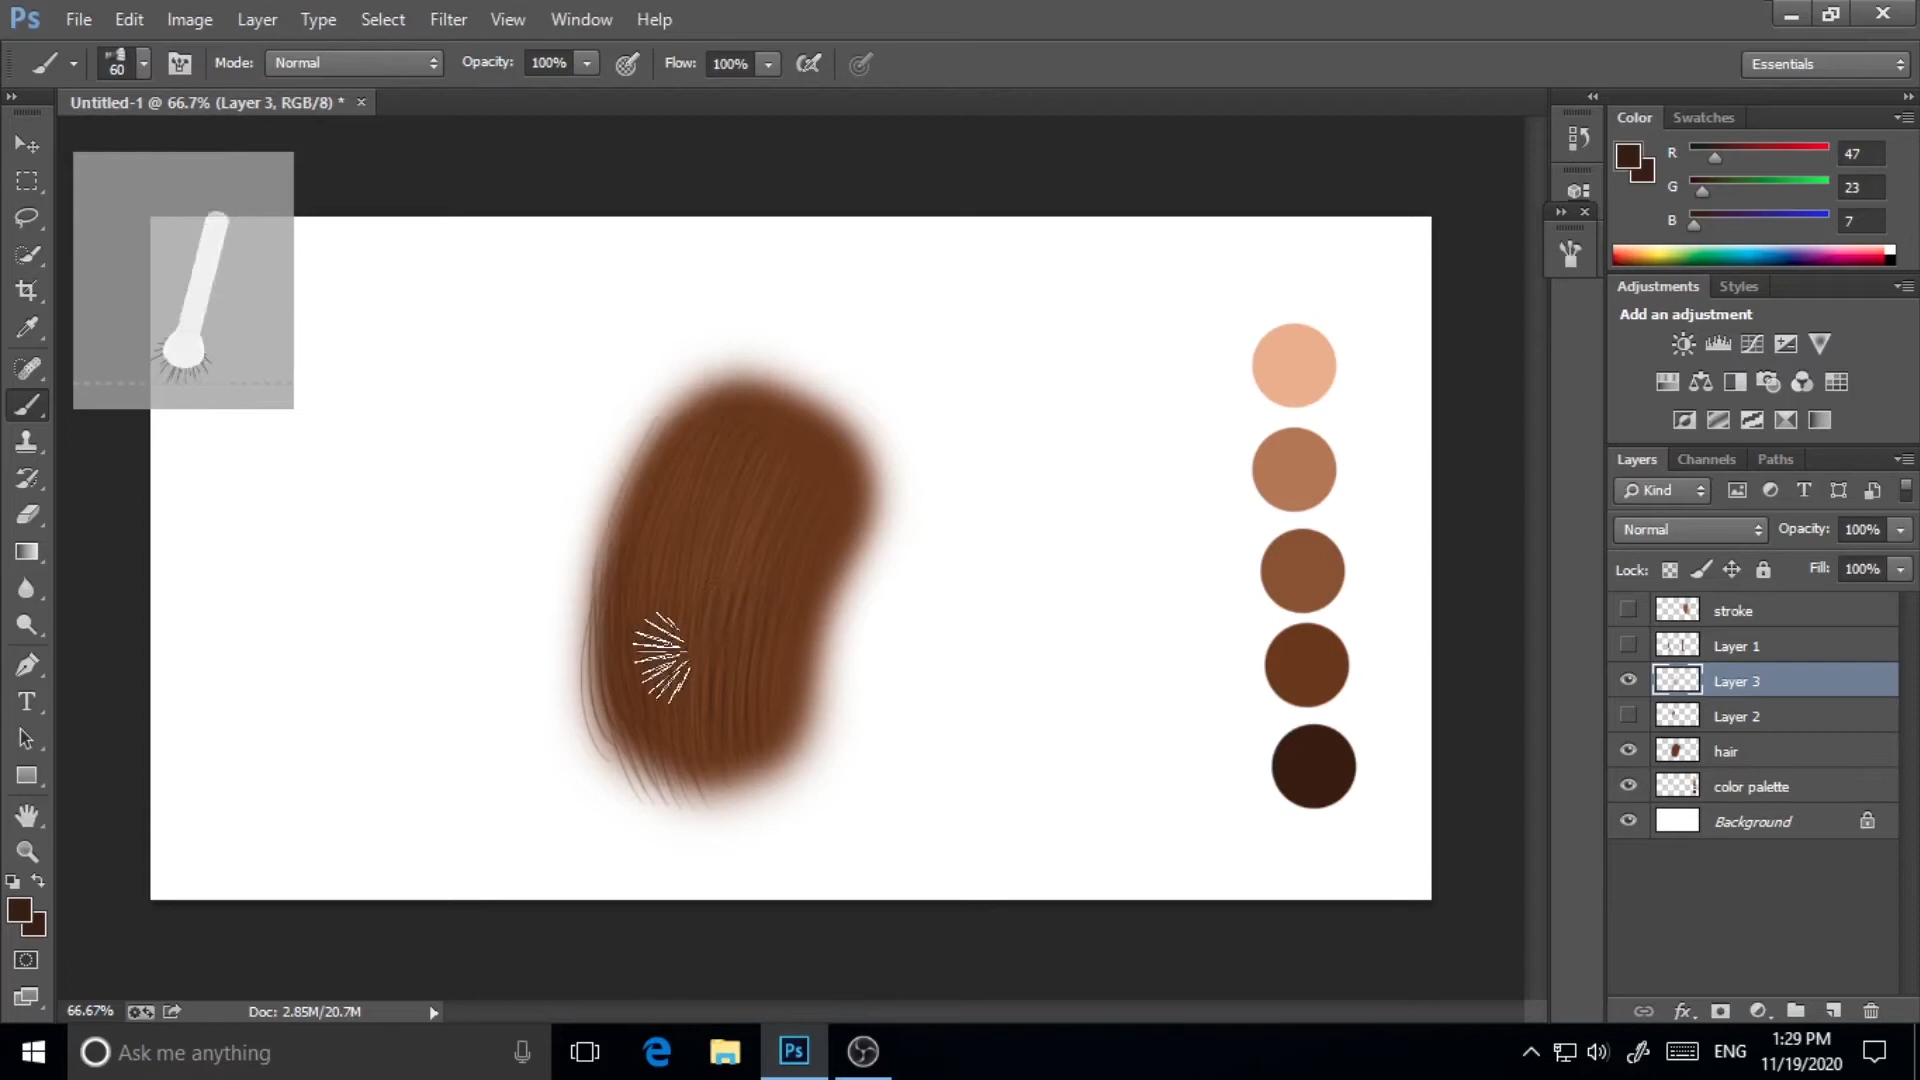 Ps File Edit Image Layer Type Select Filter View Window Help
60 Mode: Normal Opacity: 100% Flow: 100% Essentials
Untitled-1 @ 66.7% (Layer 3, RGB/8) *
Color Swatches
R 47
G 23
B 7
Adjustments Styles
Add an adjustment
Layers Channels Paths
Kind
Normal Opacity: 100%
Lock: Fill: 100%
stroke
Layer 1
Layer 3
Layer 2
hair
color palette
Background
66.67% Doc: 2.85M/20.7M
Ask me anything
Ps
ENG
1:29 PM
11/19/2020